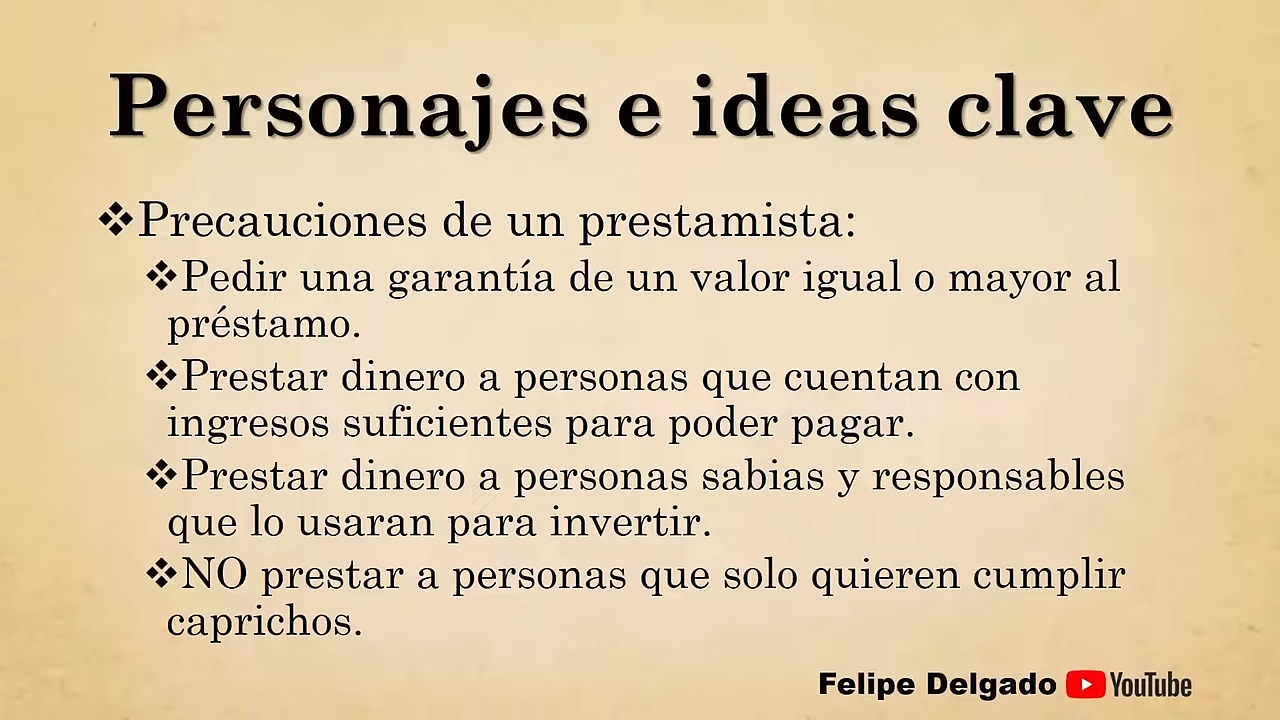 Personajes e ideas clave
❖Precauciones de un prestamista:
❖Pedir una garantía de un valor igual o mayor al
préstamo.
❖Prestar dinero a personas que cuentan con
ingresos suficientes para poder pagar.
❖Prestar dinero a personas sabias y responsables
que lo usaran para invertir.
❖NO prestar a personas que solo quieren cumplir
caprichos.
Felipe Delgado YouTube